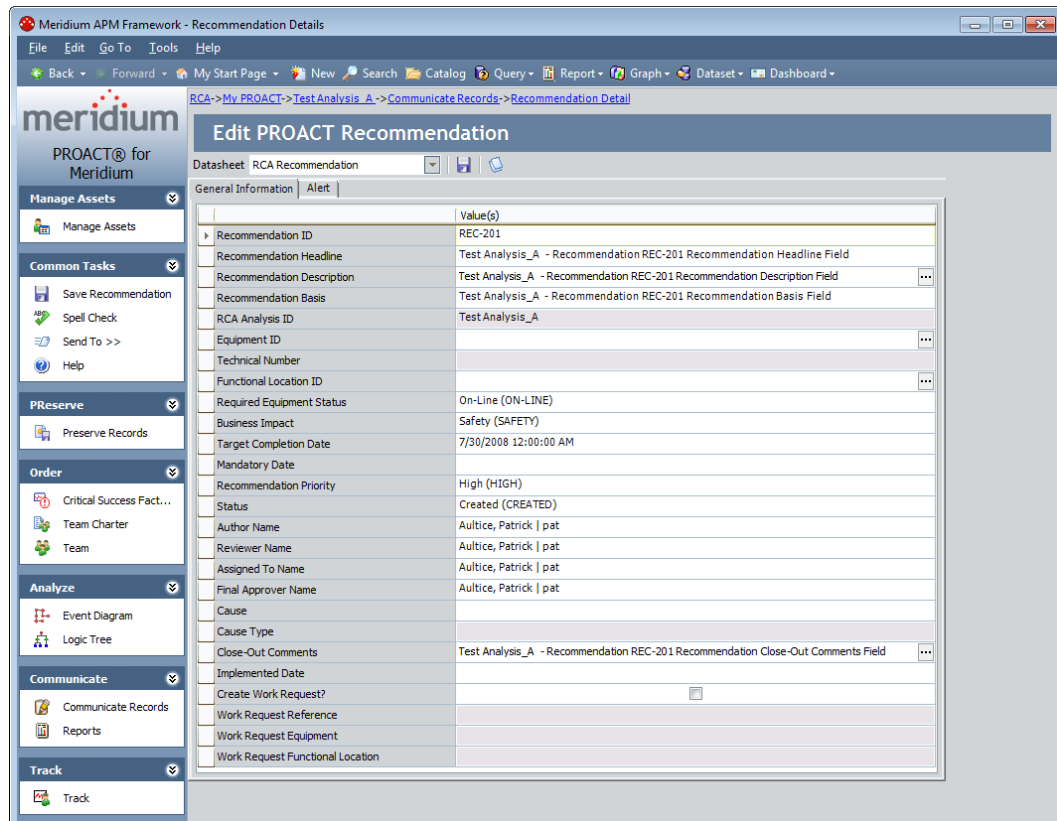 Meridium APM Framework - Recommendation Details
File Edit Go To Tools Help
Back Forward My Start Page New Search Catalog Query Report Graph Dataset Dashboard
RCA->My PROACT->Test Analysis_A ->Communicate Records->Recommendation Detail
meridium
PROACT® for
Meridium
Edit PROACT Recommendation
Datasheet RCA Recommendation
General Information Alert
Manage Assets
Manage Assets
Common Tasks
Save Recommendation
ABC Spell Check
Send To >>
Help
PReserve
Preserve Records
Order
Critical Success Fact...
Team Charter
Team
Analyze
Event Diagram
Logic Tree
Communicate
Communicate Records
Reports
Track
Track
Value(s)
Recommendation ID REC-201
Recommendation Headline Test Analysis_A - Recommendation REC-201 Recommendation Headline Field
Recommendation Description Test Analysis_A - Recommendation REC-201 Recommendation Description Field ...
Recommendation Basis Test Analysis_A - Recommendation REC-201 Recommendation Basis Field
RCA Analysis ID Test Analysis_A
Equipment ID ...
Technical Number
Functional Location ID ...
Required Equipment Status On-Line (ON-LINE)
Business Impact Safety (SAFETY)
Target Completion Date 7/30/2008 12:00:00 AM
Mandatory Date
Recommendation Priority High (HIGH)
Status Created (CREATED)
Author Name Aultice, Patrick | pat
Reviewer Name Aultice, Patrick | pat
Assigned To Name Aultice, Patrick | pat
Final Approver Name Aultice, Patrick | pat
Cause
Cause Type
Close-Out Comments Test Analysis_A - Recommendation REC-201 Recommendation Close-Out Comments Field ...
Implemented Date
Create Work Request?
Work Request Reference
Work Request Equipment
Work Request Functional Location